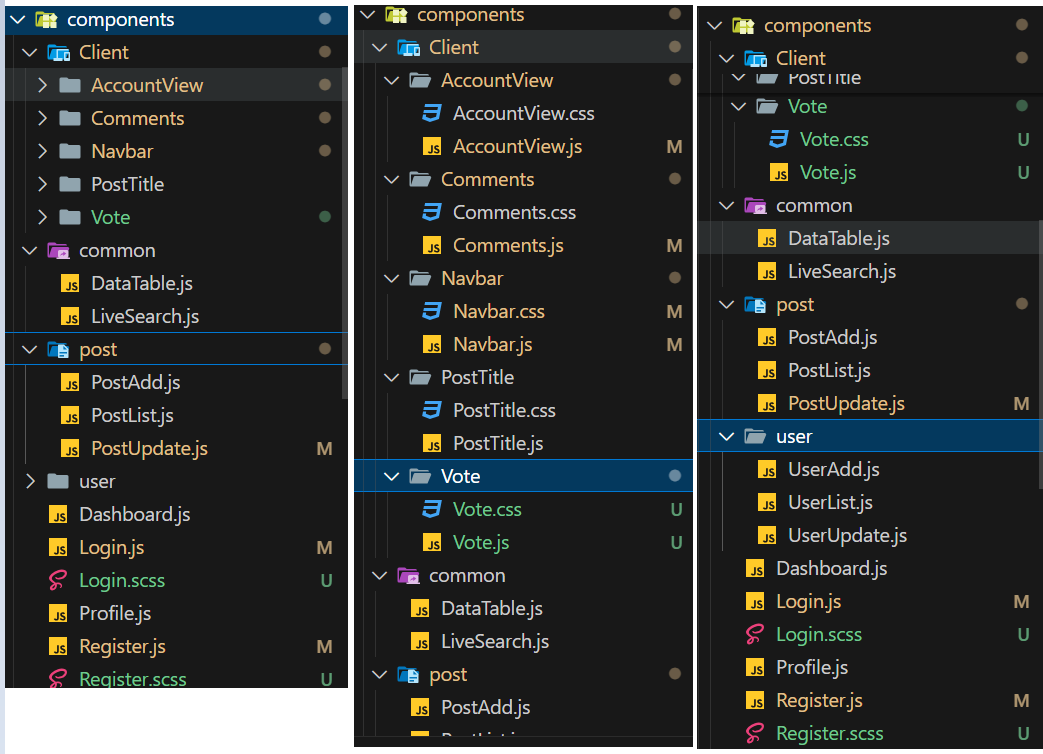 components
Client
AccountView
Comments
Navbar
PostTitle
Vote
common
JS DataTable.js
JS LiveSearch.js
post
JS PostAdd.js
JS PostList.js
JS PostUpdate.js M
user
JS Dashboard.js
JS Login.js M
Login.scss U
JS Profile.js
JS Register.js M
Register.scss U
components
Client
AccountView
AccountView.css
JS AccountView.js M
Comments
Comments.css
JS Comments.js M
Navbar
Navbar.css M
JS Navbar.js M
PostTitle
PostTitle.css
JS PostTitle.js
Vote
Vote.css U
JS Vote.js U
common
JS DataTable.js
JS LiveSearch.js
post
JS PostAdd.js
components
Client
PostTitle
Vote
Vote.css U
JS Vote.js U
common
JS DataTable.js
JS LiveSearch.js
post
JS PostAdd.js
JS PostList.js
JS PostUpdate.js M
user
JS UserAdd.js
JS UserList.js
JS UserUpdate.js
JS Dashboard.js
JS Login.js M
Login.scss U
JS Profile.js
JS Register.js M
Register.scss U